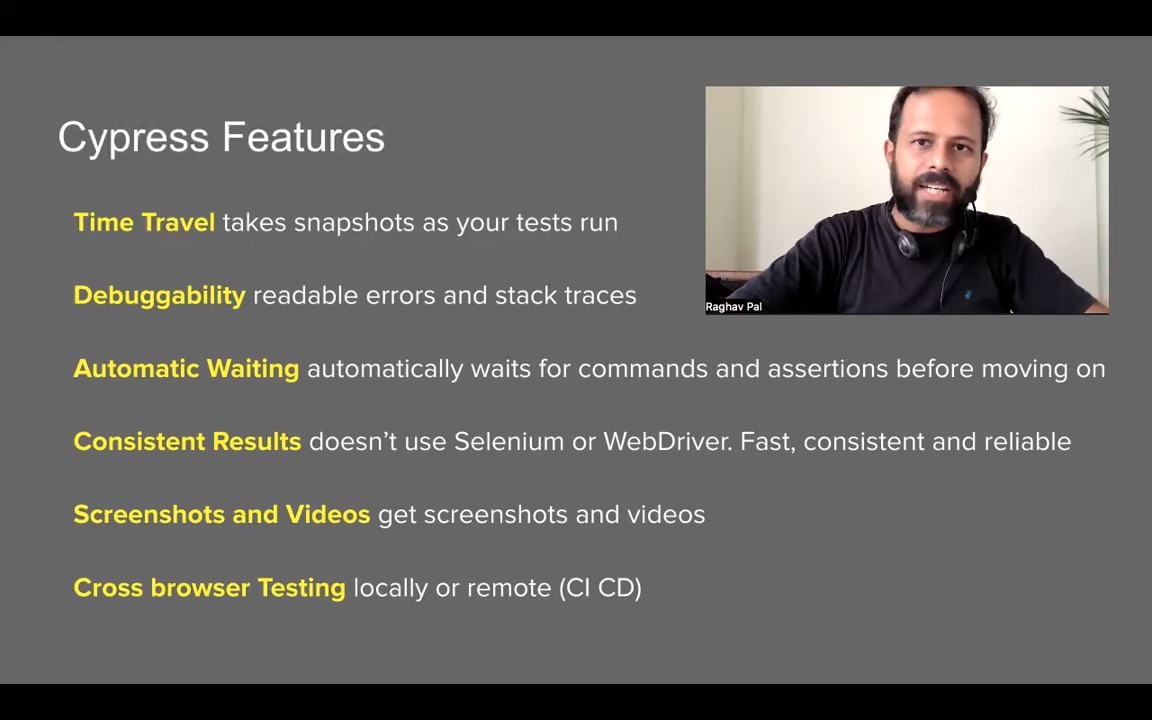 Cypress Features
Time Travel takes snapshots as your tests run
Debuggability readable errors and stack traces
Raghav Pal
Automatic Waiting automatically waits for commands and assertions before moving on
Consistent Results doesn’t use Selenium or WebDriver. Fast, consistent and reliable
Screenshots and Videos get screenshots and videos
Cross browser Testing locally or remote (CI CD)